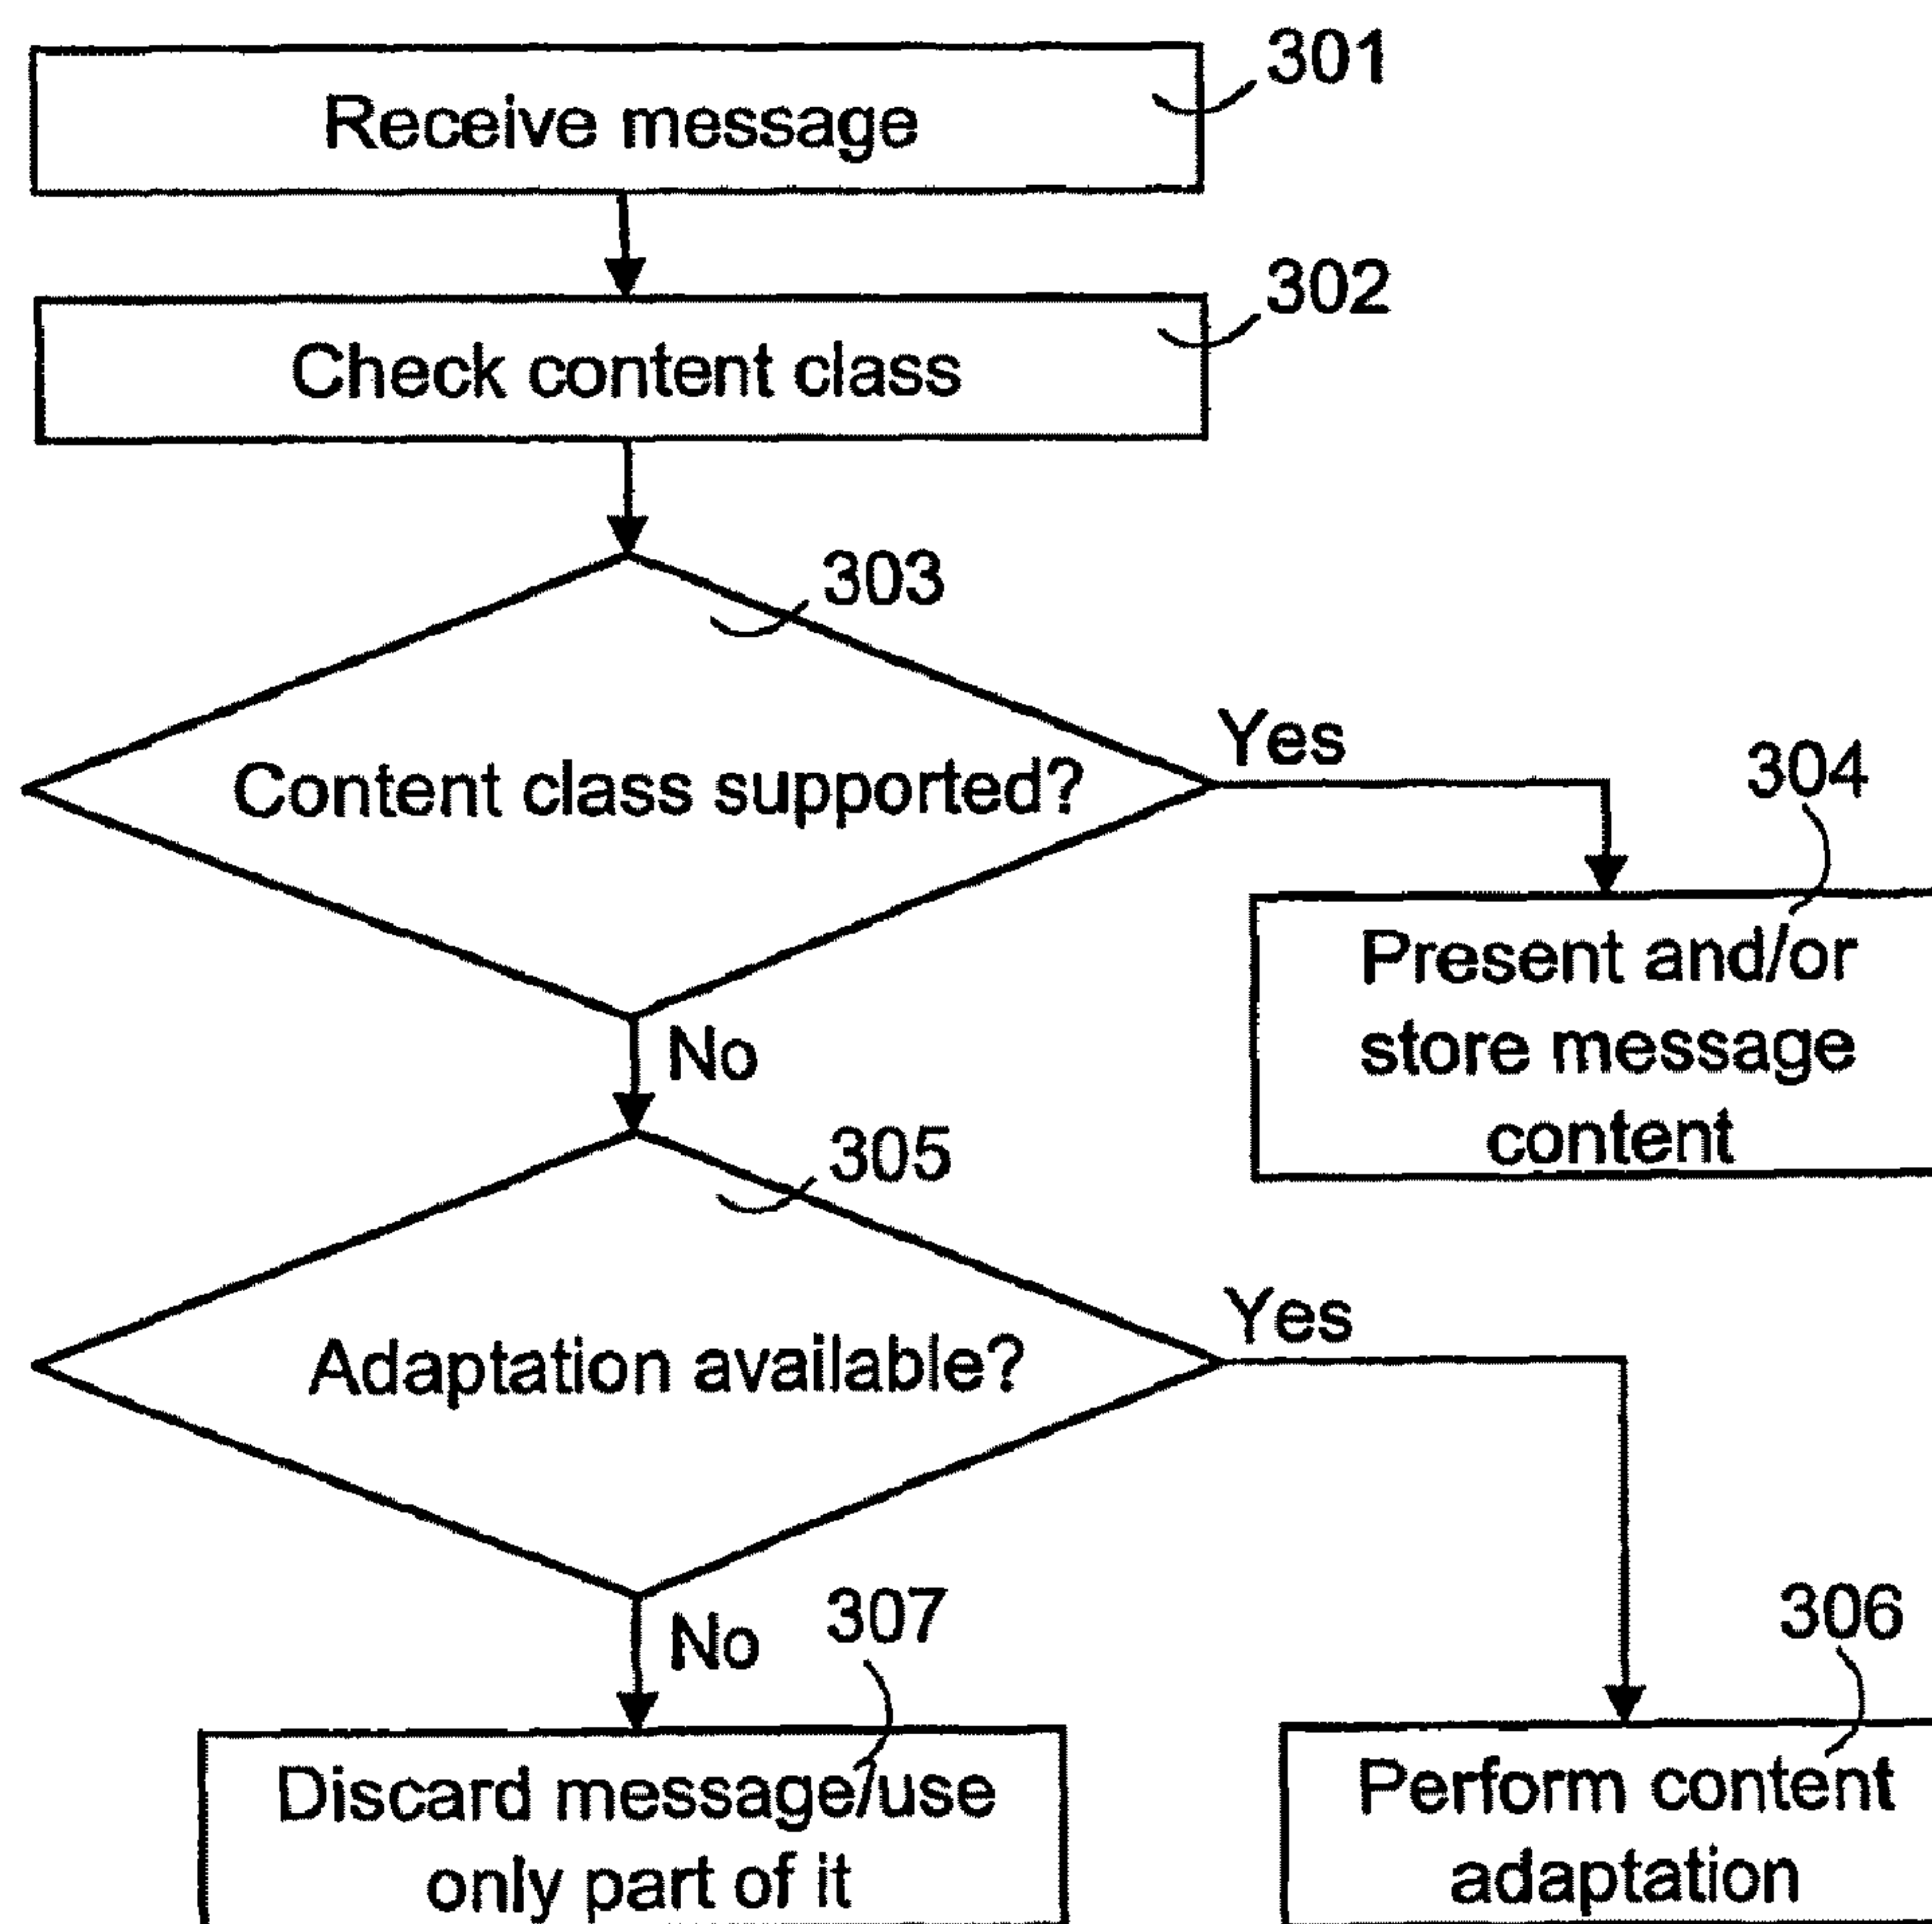 301
Receive message
302
Check content class
303
Content class supported?
Yes
304
Present and/or
store message
content
No
305
Adaptation available?
Yes
No
307
306
Discard message/use
only part of it
Perform content
adaptation